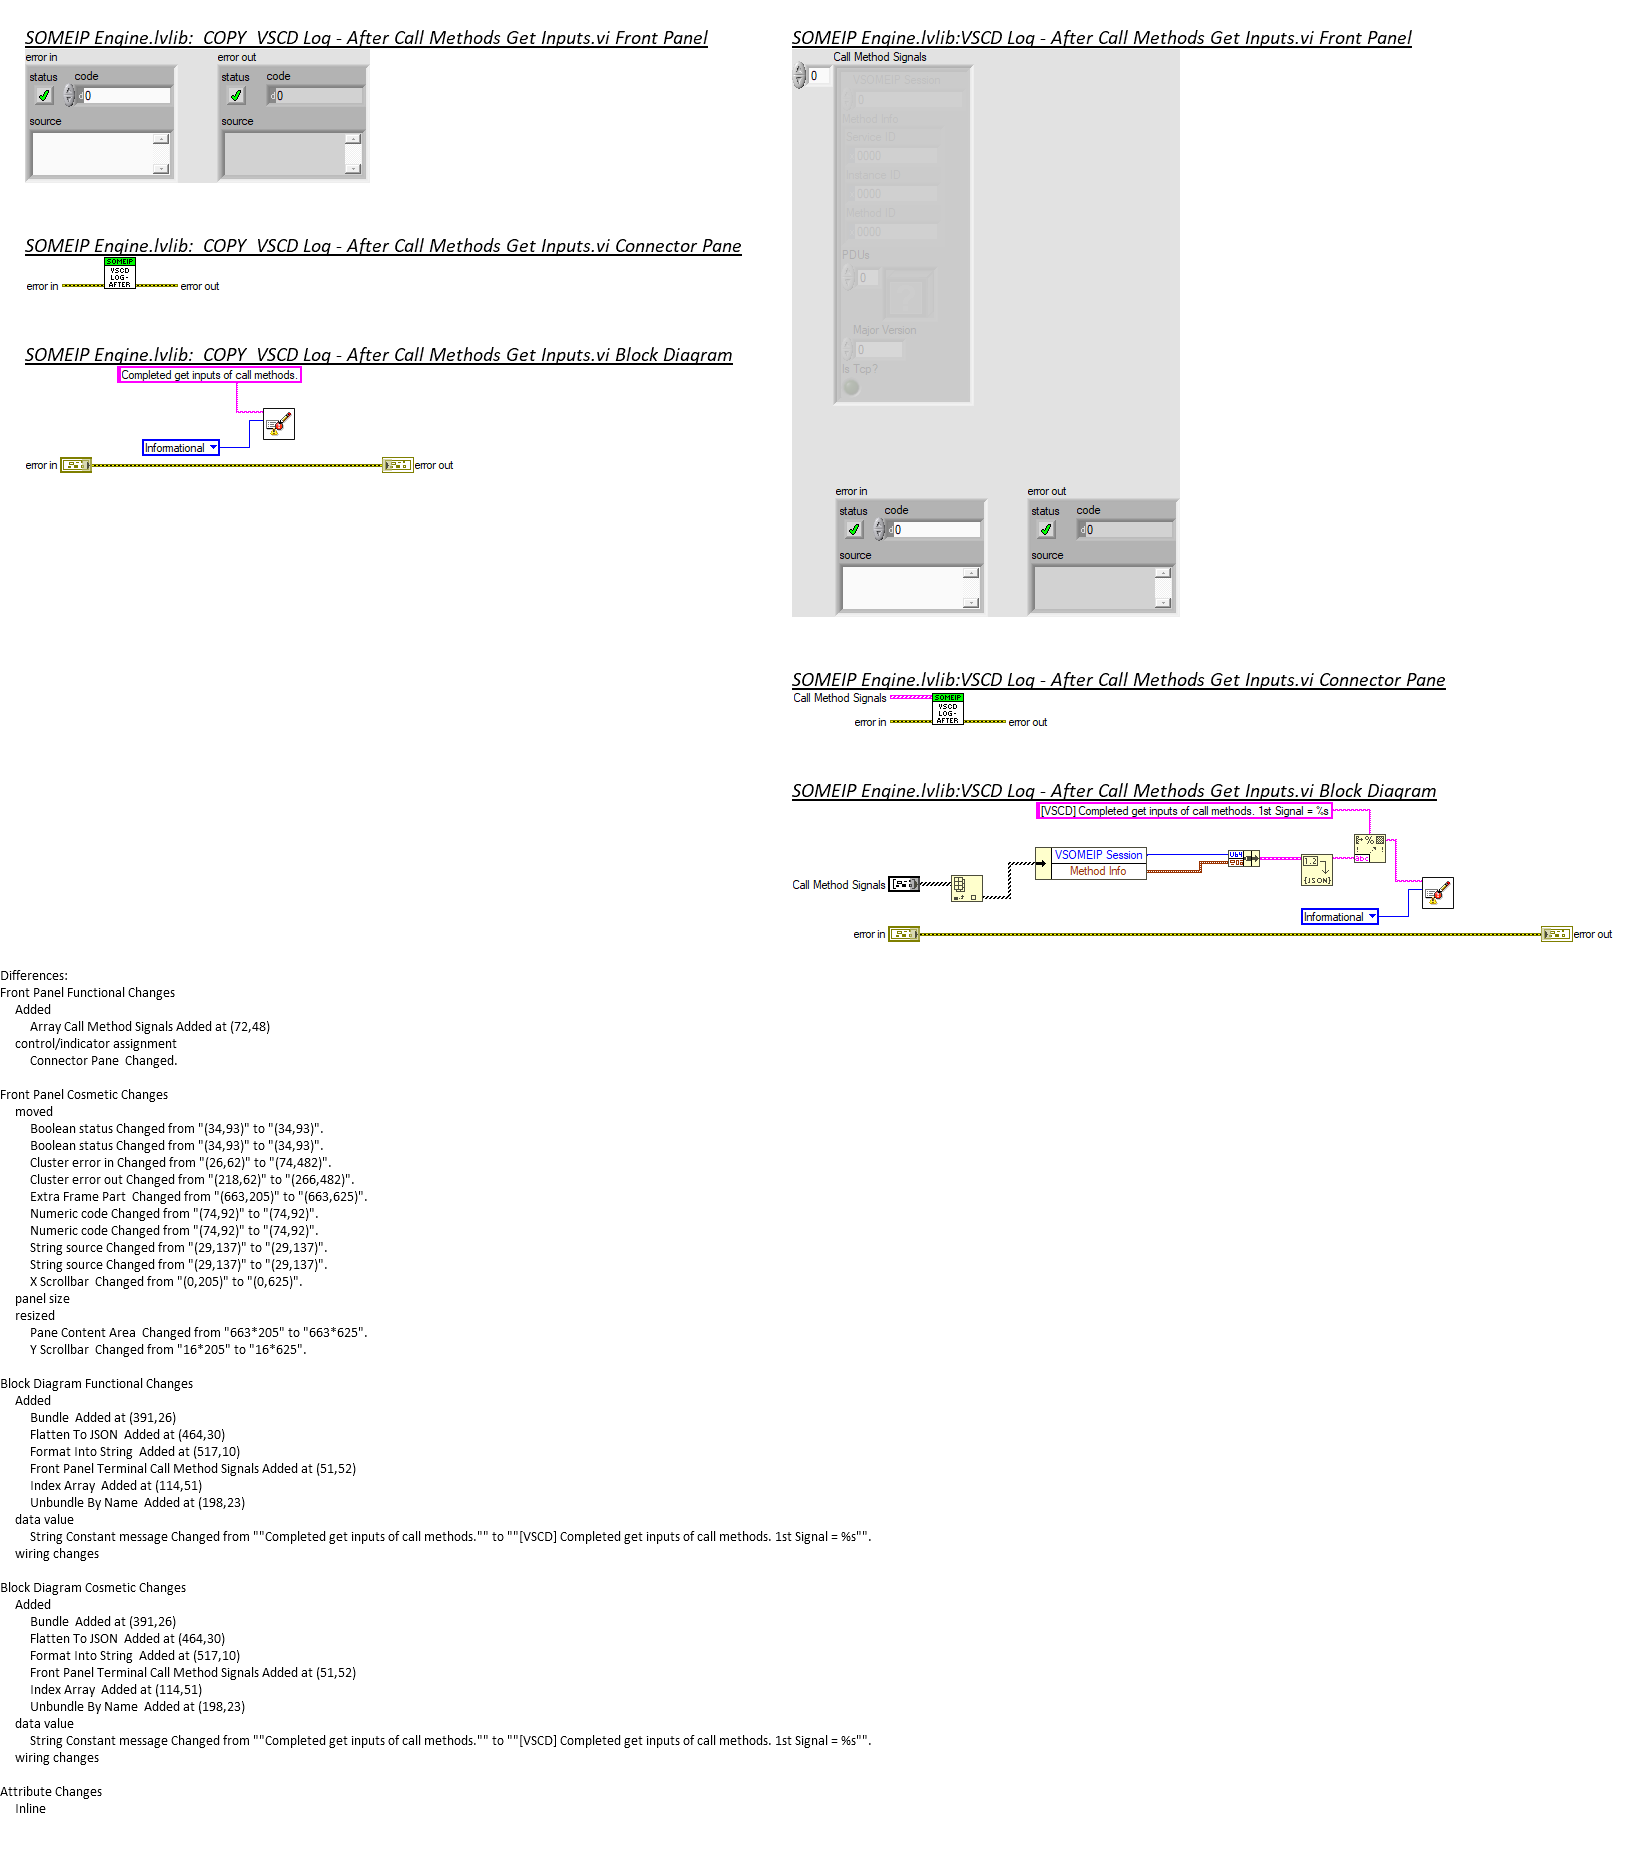 SOMEIP Engine.lvlib:  COPY  VSCD Log - After Call Methods Get Inputs.vi Front Panel
error in
error out
status code
status code
0
0
source
source
SOMEIP Engine.lvlib:  COPY  VSCD Log - After Call Methods Get Inputs.vi Connector Pane
SOMEIP
VSCD
LOG-
AFTER
error in
error out
SOMEIP Engine.lvlib:  COPY  VSCD Log - After Call Methods Get Inputs.vi Block Diagram
Completed get inputs of call methods.
Informational
error in
error out
SOMEIP Engine.lvlib:VSCD Log - After Call Methods Get Inputs.vi Front Panel
Call Method Signals
0
VSOMEIP Session
0
Method Info
Service ID
0000
Instance ID
0000
Method ID
0000
PDUs
0
Major Version
0
is Tcp?
error in
error out
status code
status code
0
0
source
source
SOMEIP Engine.lvlib:VSCD Log - After Call Methods Get Inputs.vi Connector Pane
Call Method Signals
SOMEIP
VSCD
LOG-
AFTER
error in
error out
SOMEIP Engine.lvlib:VSCD Log - After Call Methods Get Inputs.vi Block Diagram
[VSCD] Completed get inputs of call methods. 1st Signal = %s
VSOMEIP Session
Method Info
abc
1.2
{JSON}
Call Method Signals
Informational
error in
error out
Differences:
Front Panel Functional Changes
Added
Array Call Method Signals Added at (72,48)
control/indicator assignment
Connector Pane  Changed.
Front Panel Cosmetic Changes
moved
Boolean status Changed from "(34,93)" to "(34,93)".
Boolean status Changed from "(34,93)" to "(34,93)".
Cluster error in Changed from "(26,62)" to "(74,482)".
Cluster error out Changed from "(218,62)" to "(266,482)".
Extra Frame Part  Changed from "(663,205)" to "(663,625)".
Numeric code Changed from "(74,92)" to "(74,92)".
Numeric code Changed from "(74,92)" to "(74,92)".
String source Changed from "(29,137)" to "(29,137)".
String source Changed from "(29,137)" to "(29,137)".
X Scrollbar  Changed from "(0,205)" to "(0,625)".
panel size
resized
Pane Content Area  Changed from "663*205" to "663*625".
Y Scrollbar  Changed from "16*205" to "16*625".
Block Diagram Functional Changes
Added
Bundle  Added at (391,26)
Flatten To JSON  Added at (464,30)
Format Into String  Added at (517,10)
Front Panel Terminal Call Method Signals Added at (51,52)
Index Array  Added at (114,51)
Unbundle By Name  Added at (198,23)
data value
String Constant message Changed from ""Completed get inputs of call methods."" to ""[VSCD] Completed get inputs of call methods. 1st Signal = %s"".
wiring changes
Block Diagram Cosmetic Changes
Added
Bundle  Added at (391,26)
Flatten To JSON  Added at (464,30)
Format Into String  Added at (517,10)
Front Panel Terminal Call Method Signals Added at (51,52)
Index Array  Added at (114,51)
Unbundle By Name  Added at (198,23)
data value
String Constant message Changed from ""Completed get inputs of call methods."" to ""[VSCD] Completed get inputs of call methods. 1st Signal = %s"".
wiring changes
Attribute Changes
Inline